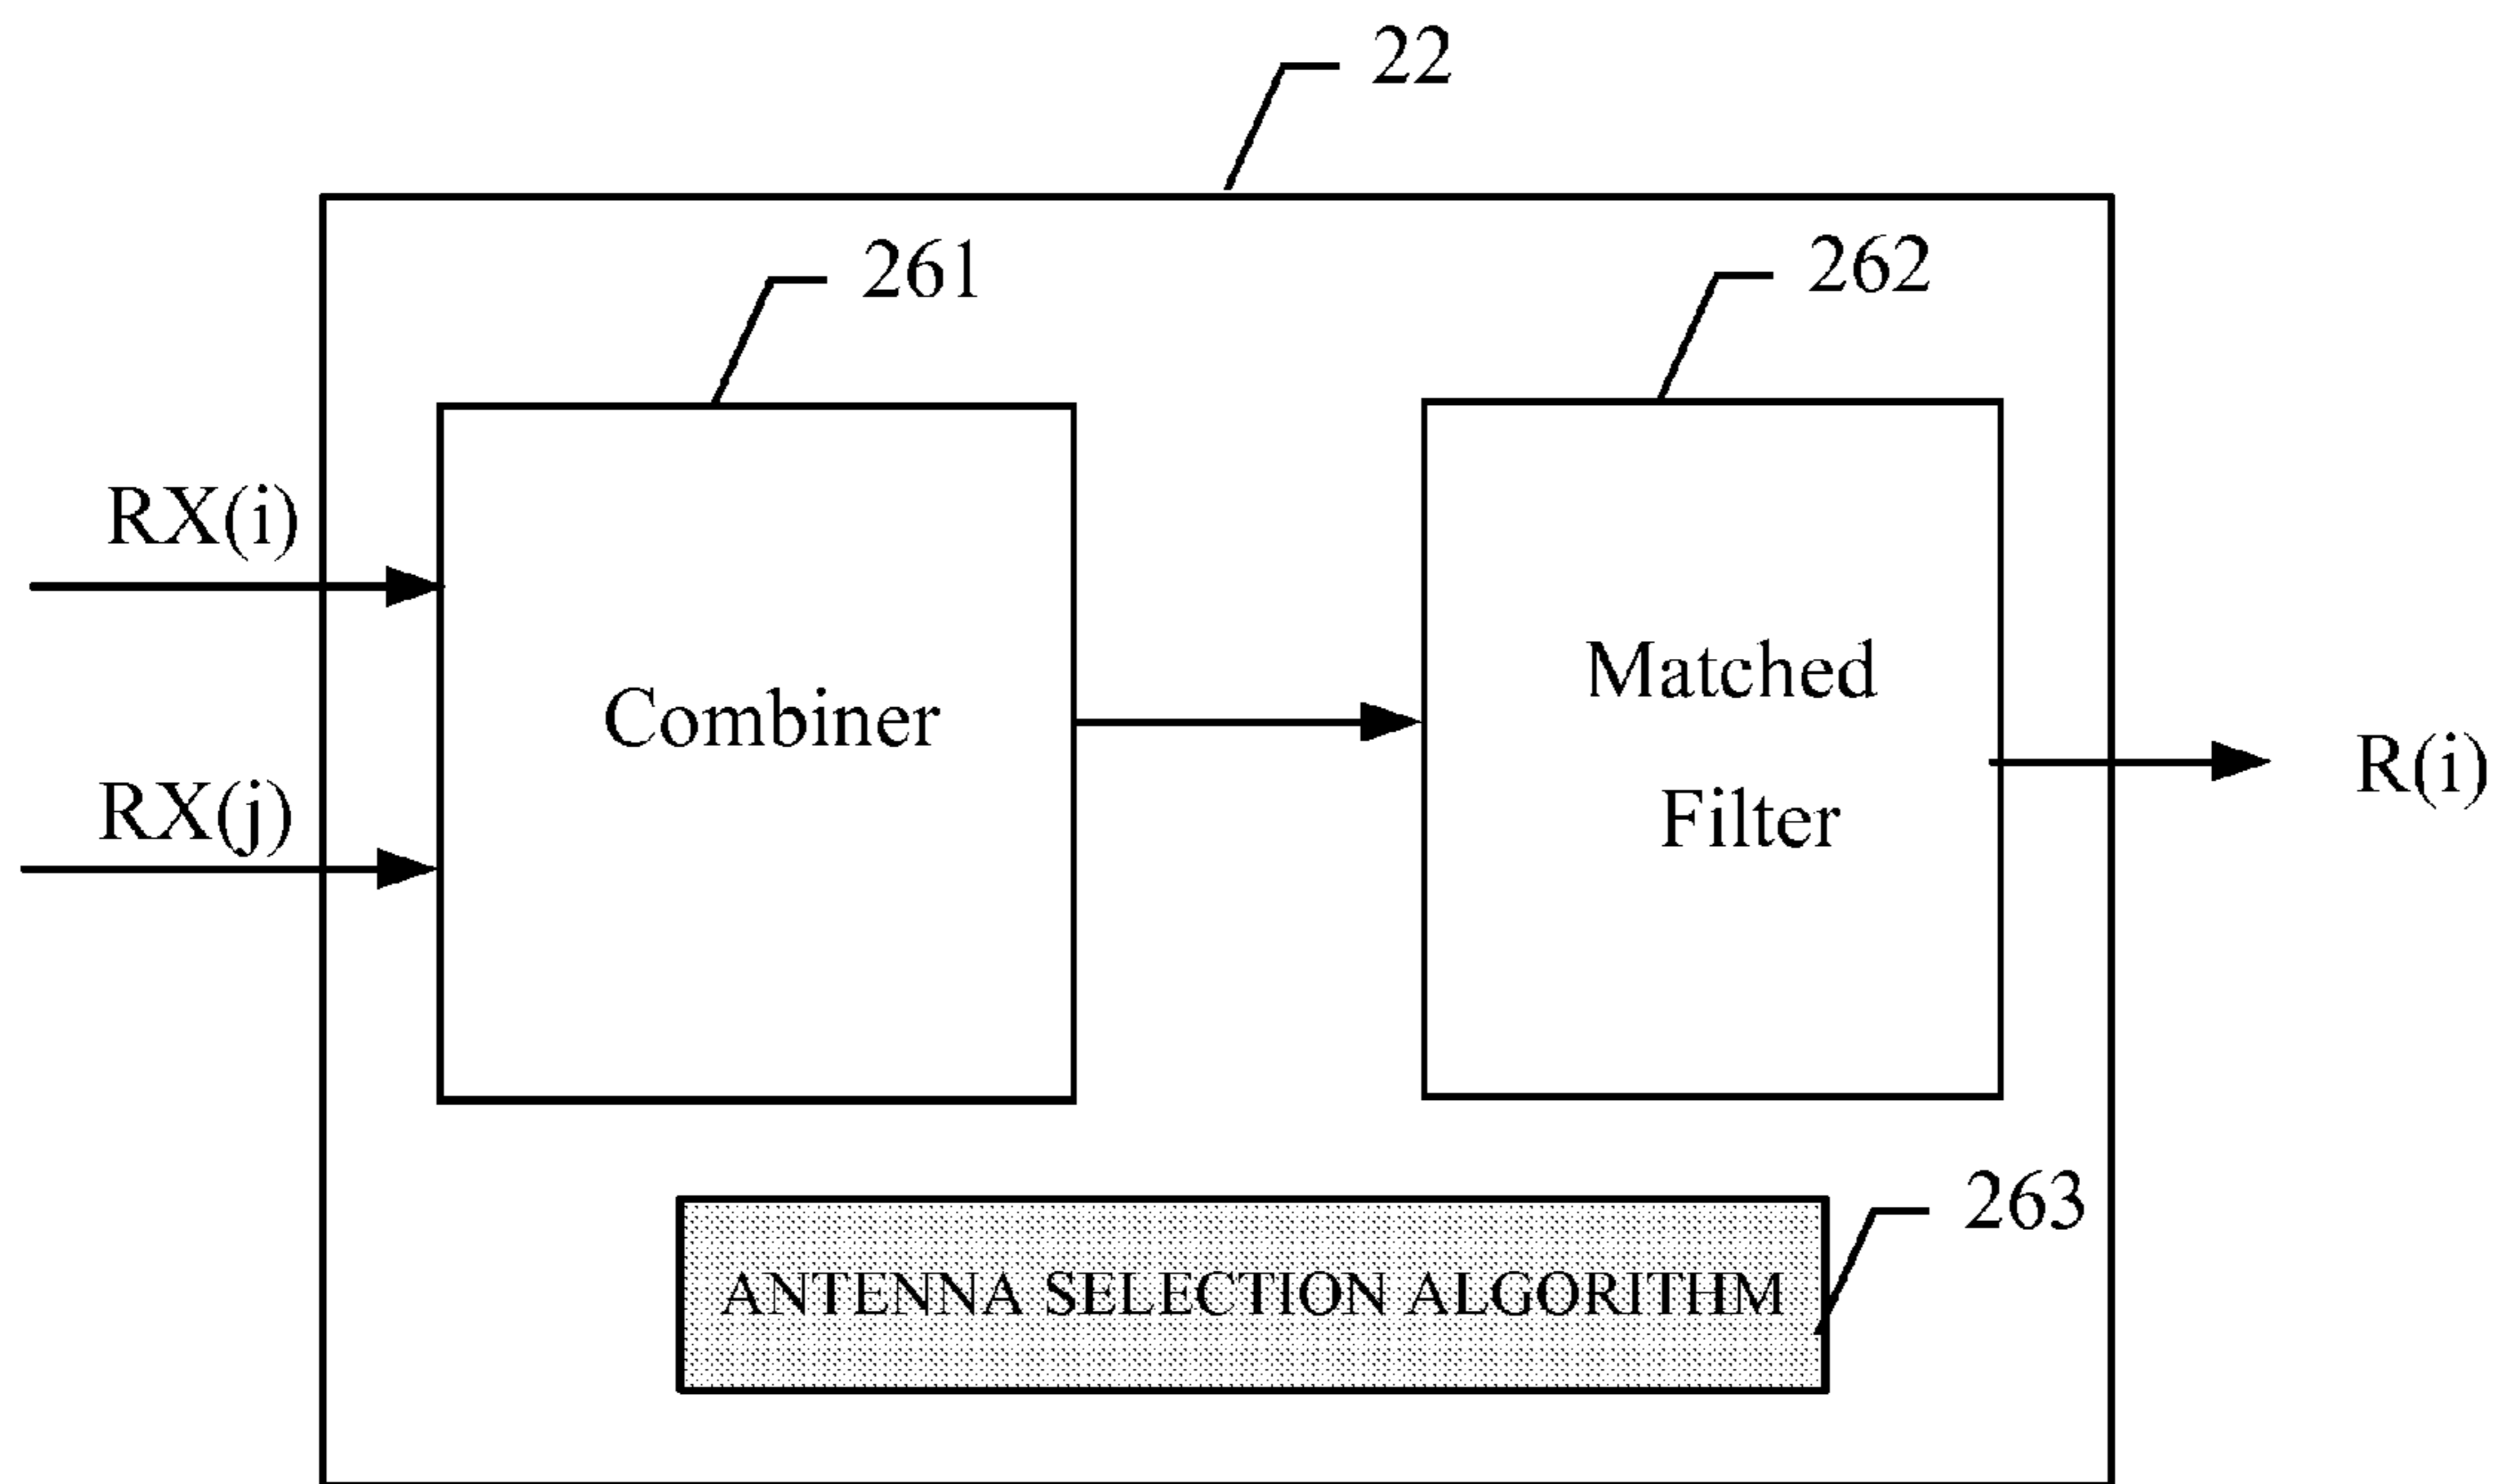 22
261
262
RX(i)
Combiner
Matched
Filter
RX(j)
R(i)
263
ANTENNA SELECTION ALGORITHM